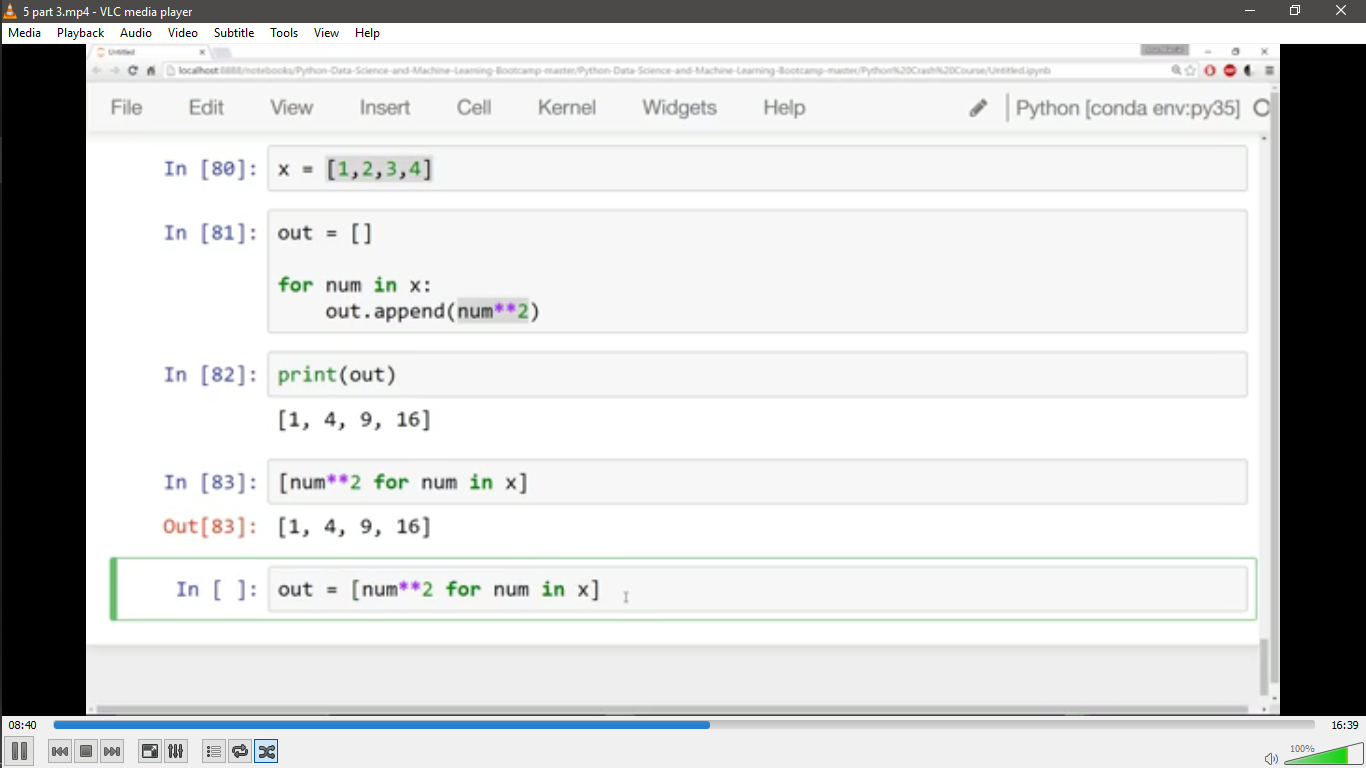 5 part 3.mp4 - VLC media player
Media Playback Audio Video Subtitle Tools View Help
Untitled
localhost:8888/notebooks/Python-Data-Science-and-Machine-Learning-Bootcamp-master/Python-Data-Science-and-Machine-Learning-Bootcamp-master/Python%20Crash%20Course/Untitled.ipynb
File Edit View Insert Cell Kernel Widgets Help Python [conda env:py35]
In [80]: x = [1,2,3,4]
In [81]: out = []
for num in x:
out.append(num**2)
In [82]: print(out)
[1, 4, 9, 16]
In [83]: [num**2 for num in x]
Out[83]: [1, 4, 9, 16]
In [ ]: out = [num**2 for num in x]
08:40 16:39
100%